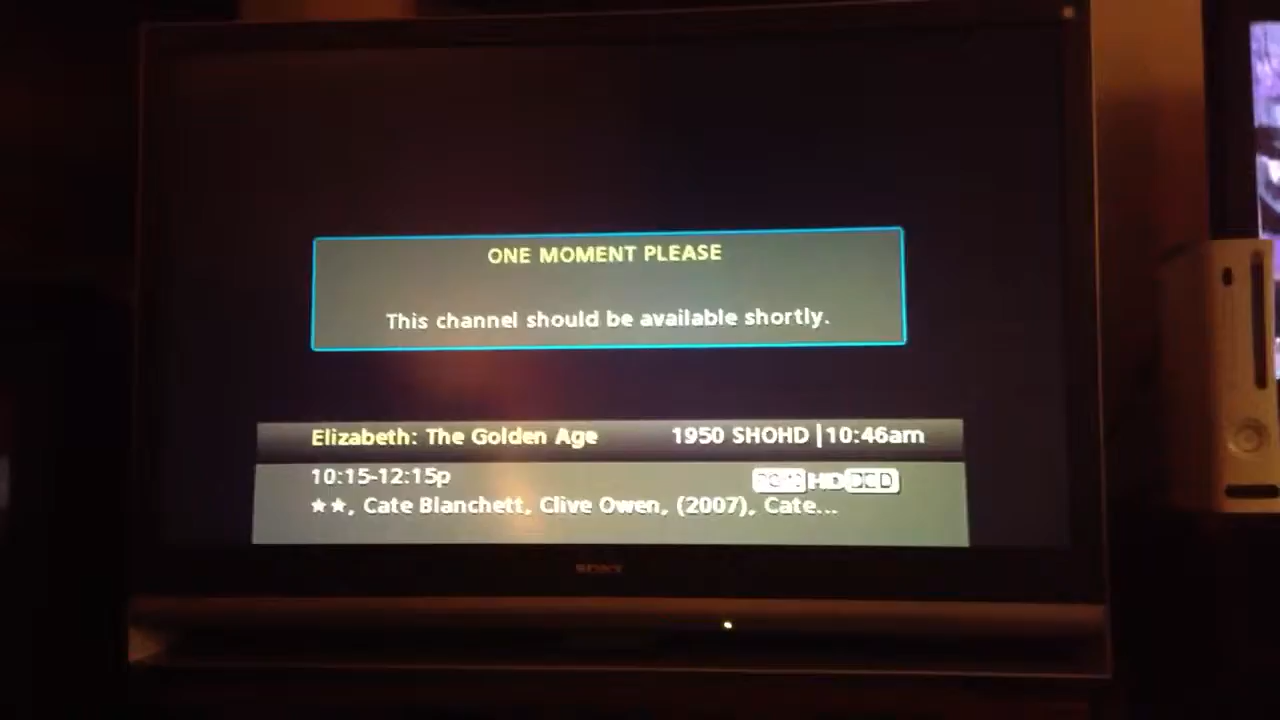 ONE MOMENT PLEASE
This channel should be available shortly.
Elizabeth: The Golden Age 1950 SHOHD |10:46am
10:15-12:15p HD
★★, Cate Blanchett, Clive Owen, (2007), Cate...
SONY